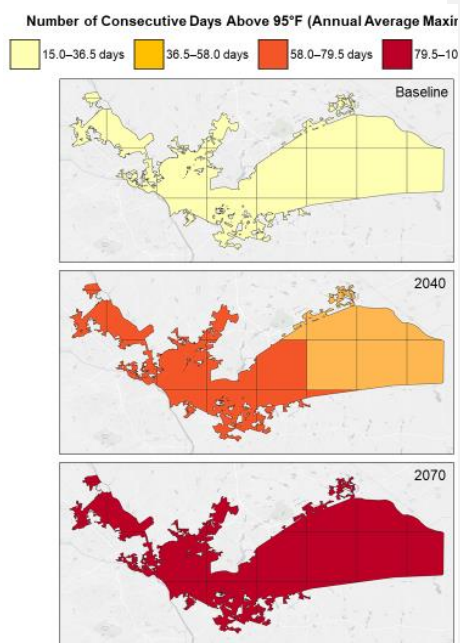 Number of Consecutive Days Above 95°F (Annual Average Maxi
15.0–36.5 days 36.5–58.0 days 58.0–79.5 days 79.5–10
Baseline
2040
2070